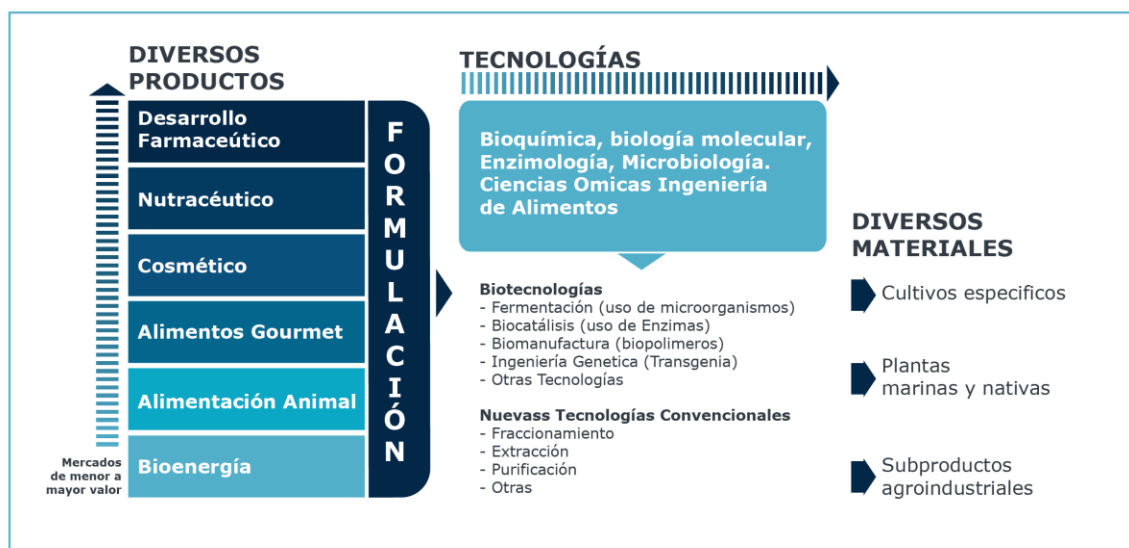 DIVERSOS
PRODUCTOS
Desarrollo
Farmaceútico
Nutracéutico
Cosmético
Alimentos Gourmet
Alimentación Animal
Bioenergía
Mercados
de menor a
mayor valor
FORMULACIÓN
TECNOLOGÍAS
Bioquímica, biología molecular,
Enzimología, Microbiología.
Ciencias Omicas Ingeniería
de Alimentos
Biotecnologías
- Fermentación (uso de microorganismos)
- Biocatálisis (uso de Enzimas)
- Biomanufactura (biopolimeros)
- Ingeniería Genetica (Transgenia)
- Otras Tecnologías
Nuevass Tecnologías Convencionales
- Fraccionamiento
- Extracción
- Purificación
- Otras
DIVERSOS
MATERIALES
Cultivos especificos
Plantas
marinas y nativas
Subproductos
agroindustriales